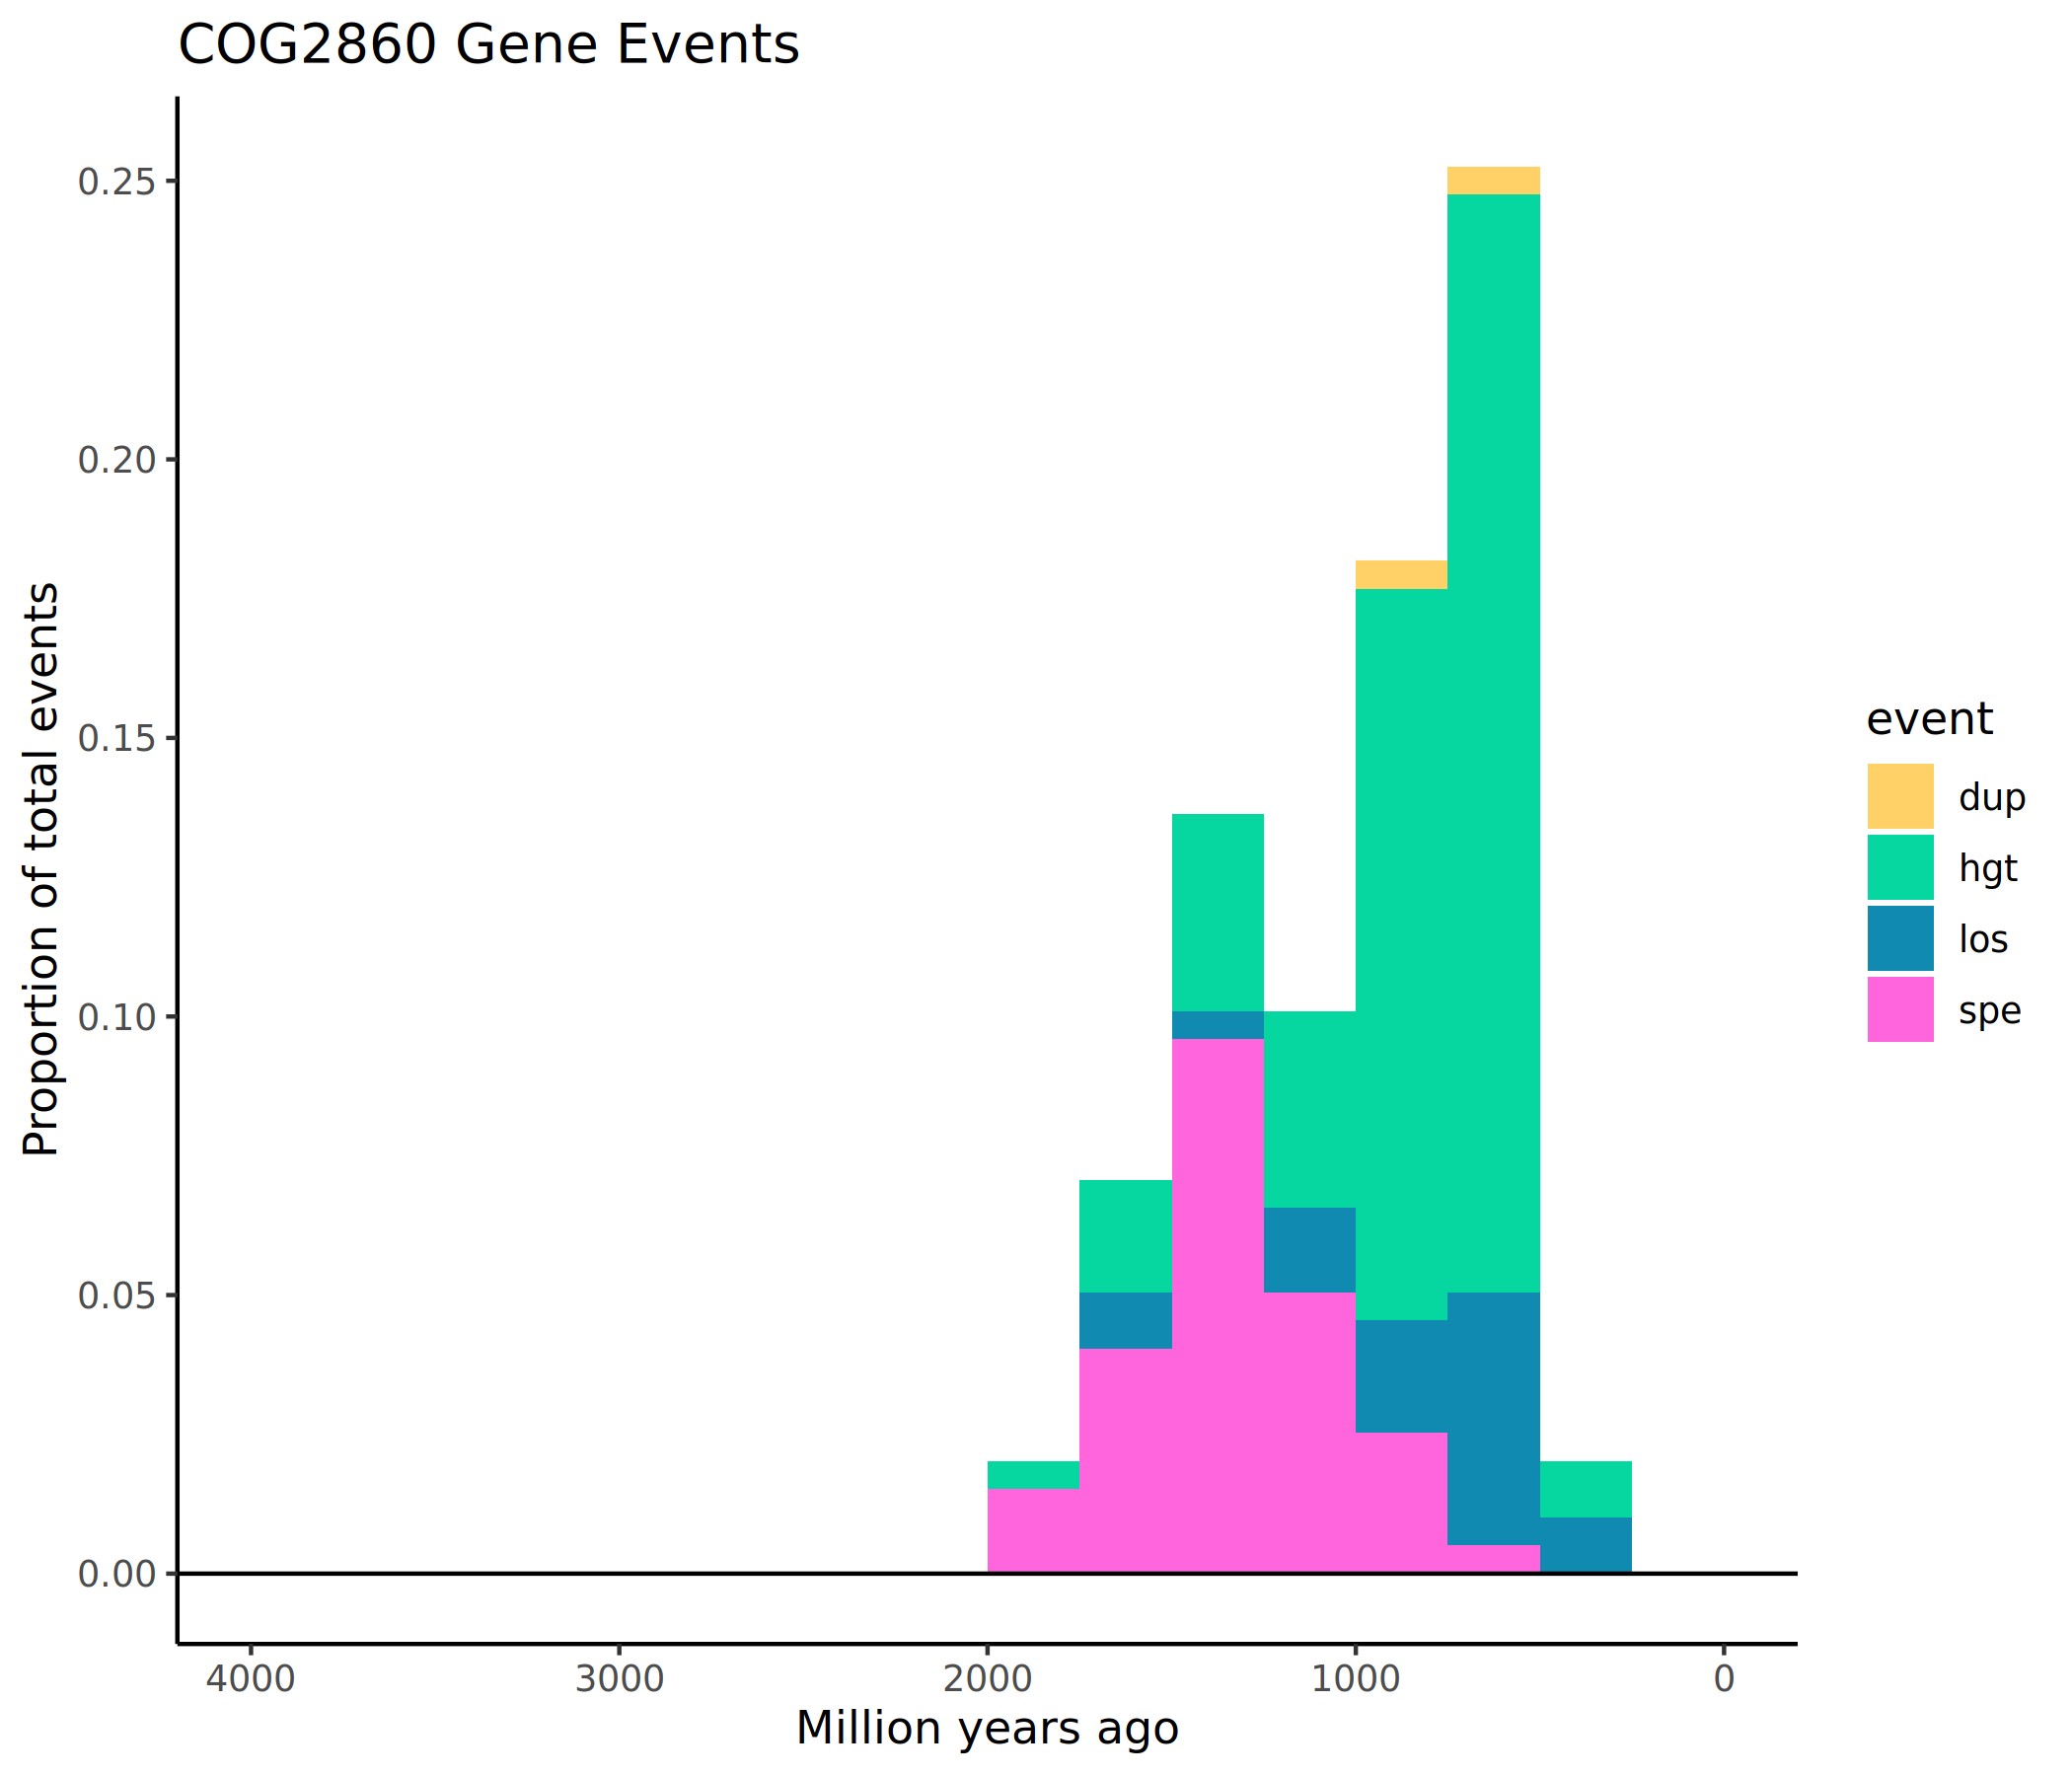 COG2860 Gene Events
Proportion of total events
0.25
0.20
0.15
0.10
0.05
0.00
4000 3000 2000 1000 0
Million years ago
event
dup
hgt
los
spe